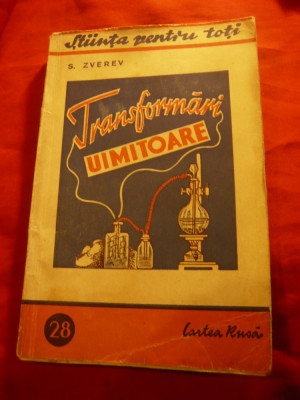 Știința pentru toți
S. ZVEREV
Transformări
UIMITOARE
28
Cartea Rusă